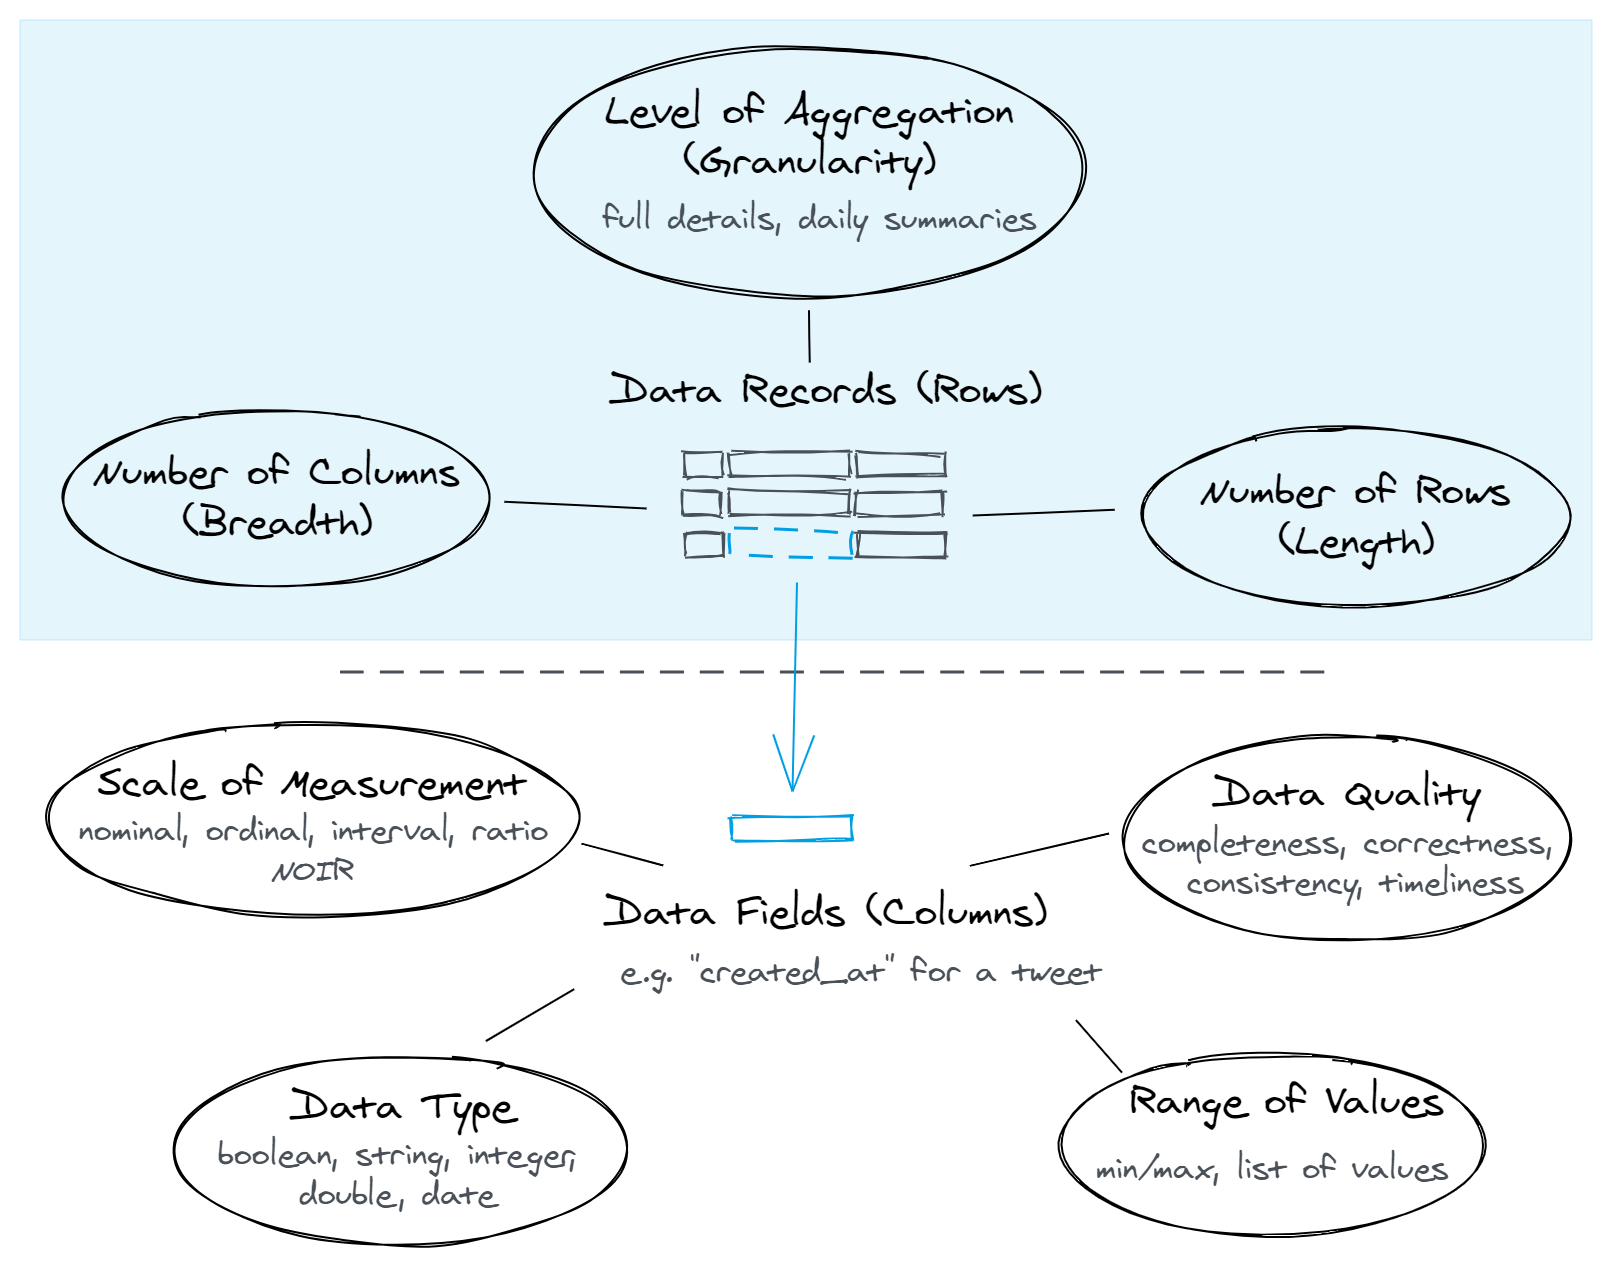 Level of Aggregation
(Granularity)
full details, daily summaries
Data Records (Rows)
Number of Columns
(Breadth)
Number of Rows
(Length)
Scale of Measurement
nominal, ordinal, interval, ratio
NOIR
Data Quality
completeness, correctness,
consistency, timeliness
Data Fields (Columns)
e.g. "created_at" for a tweet
Data Type
boolean, string, integer,
double, date
Range of Values
min/max, list of values